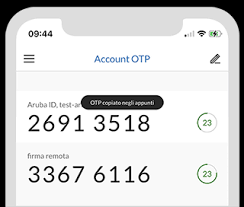 09:44
Account OTP
Aruba ID, test-ar
OTP copiato negli appunti
2691 3518
23
firma remota
3367 6116
23